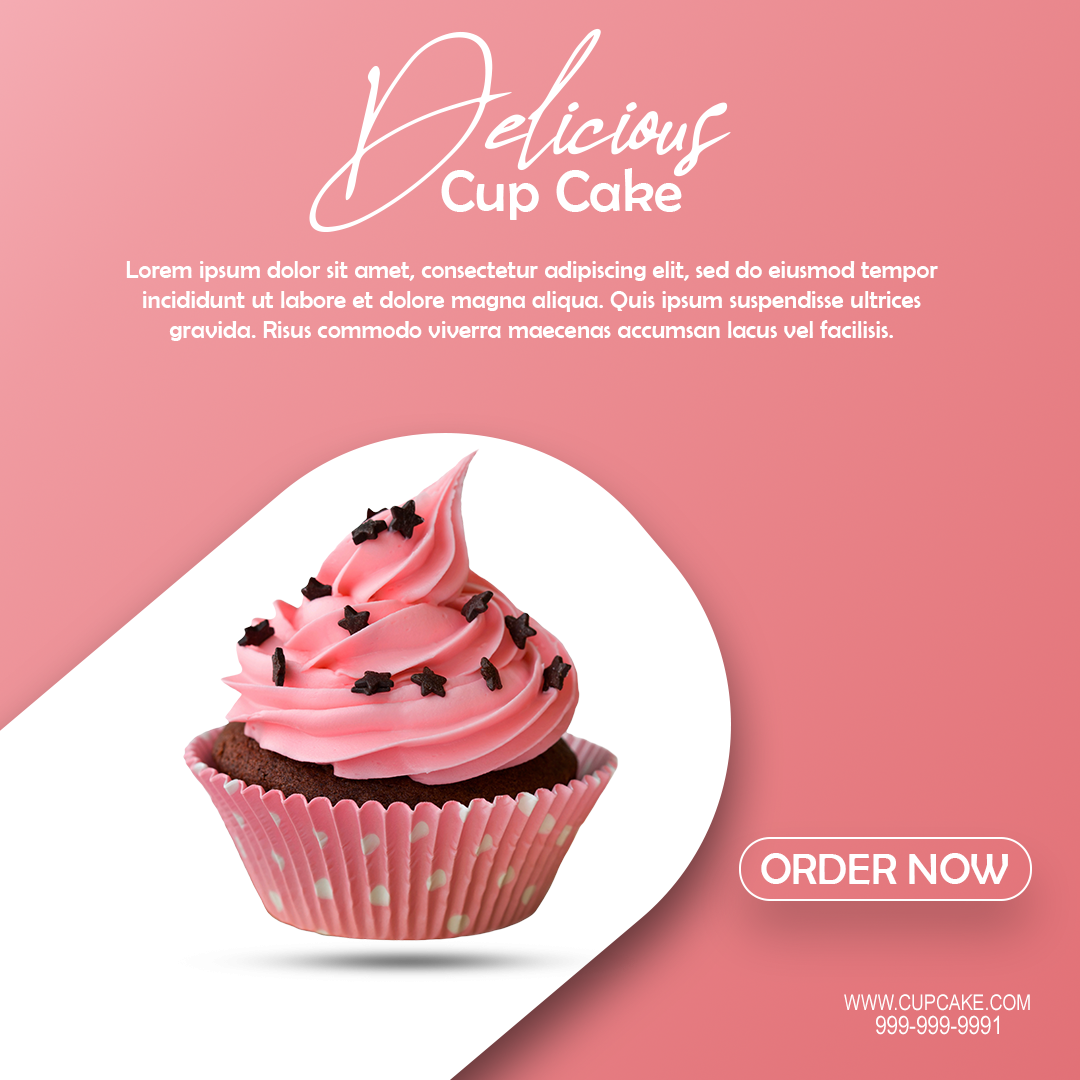 Delicious
Cup Cake
Lorem ipsum dolor sit amet, consectetur adipiscing elit, sed do eiusmod tempor
incididunt ut labore et dolore magna aliqua. Quis ipsum suspendisse ultrices
gravida. Risus commodo viverra maecenas accumsan lacus vel facilisis.
ORDER NOW
WWW.CUPCAKE.COM
999-999-9991